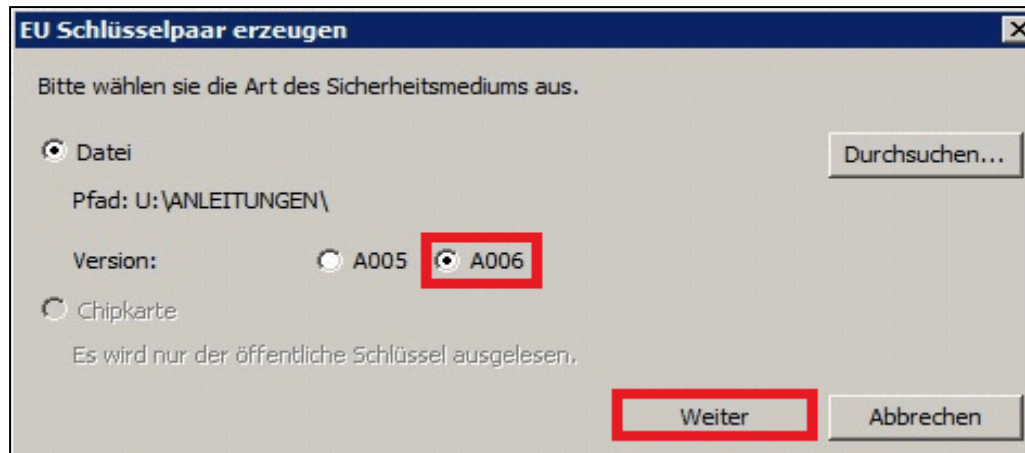 EU Schlüsselpaar erzeugen
Bitte wählen sie die Art des Sicherheitsmediums aus.
Datei
Durchsuchen...
Pfad: U:\ANLEITUNGEN\
Version: A005 A006
Chipkarte
Es wird nur der öffentliche Schlüssel ausgelesen.
Weiter Abbrechen